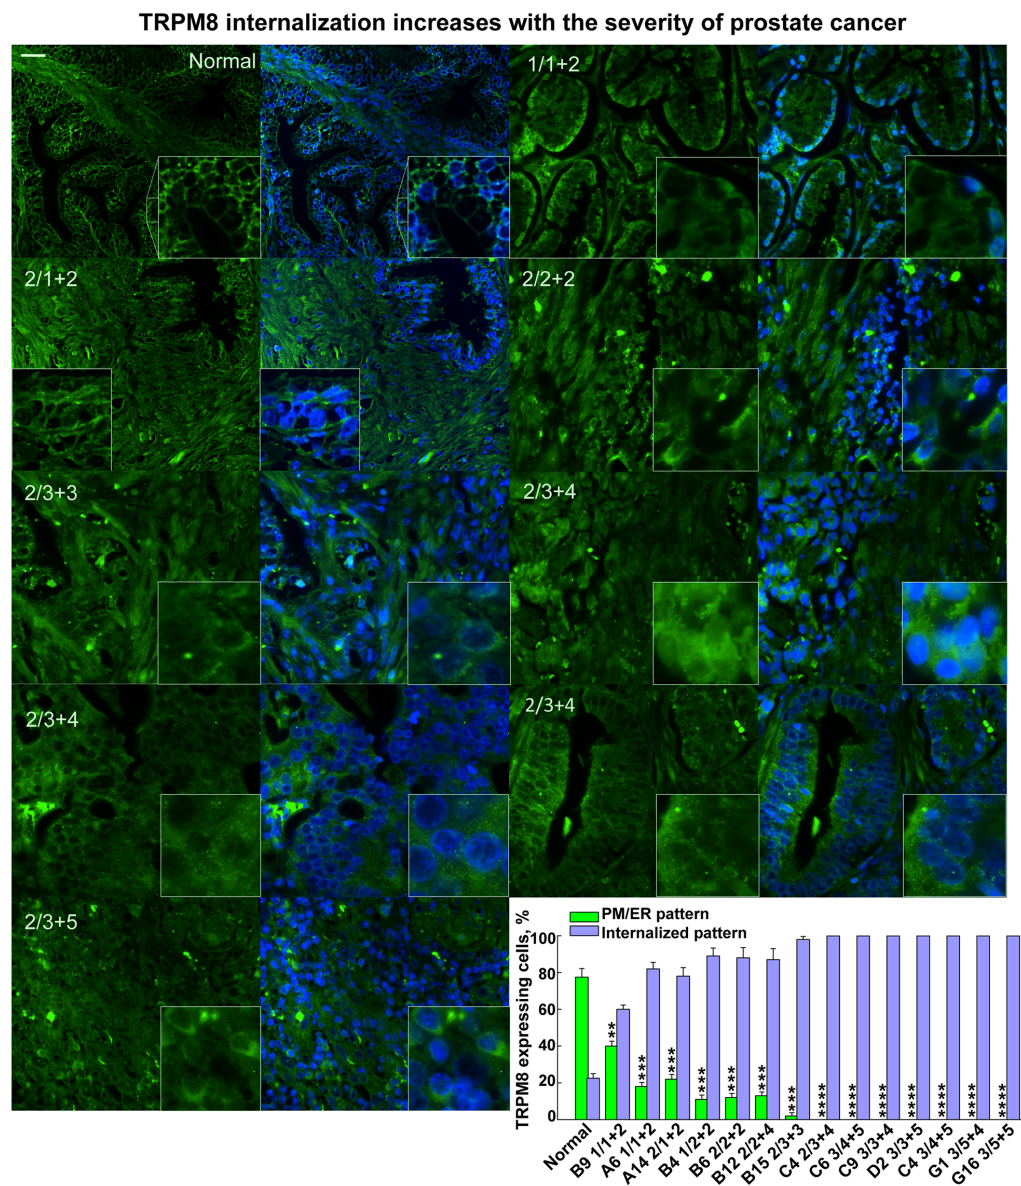 TRPM8 internalization increases with the severity of prostate cancer
Normal
1/1+2
2/1+2
2/2+2
2/3+3
2/3+4
2/3+4
2/3+4
2/3+5
PM/ER pattern
Internalized pattern
TRPM8 expressing cells, %
100
80
60
40
20
0
**
***
***
***
***
***
***
****
****
****
****
****
****
****
Normal
B9 1/1+2
A6 1/1+2
A14 2/1+2
B4 1/2+2
B6 2/2+2
B12 2/2+4
B15 2/3+3
C4 2/3+4
C6 3/4+5
C9 3/3+4
D2 3/3+5
C4 3/4+5
G1 3/5+4
G16 3/5+5